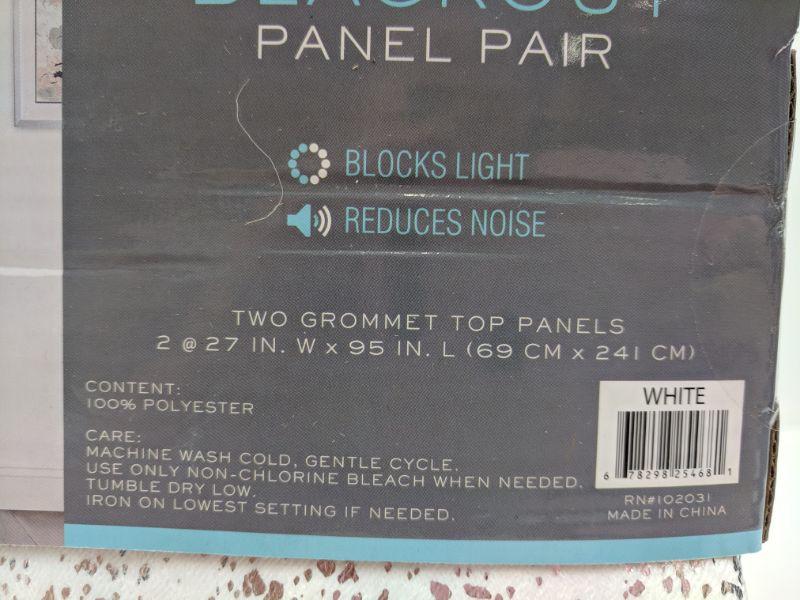 BLACKOUT
PANEL PAIR
BLOCKS LIGHT
REDUCES NOISE
TWO GROMMET TOP PANELS
2 @ 27 IN. W x 95 IN. L (69 CM x 241 CM)
CONTENT:
100% POLYESTER
CARE:
MACHINE WASH COLD, GENTLE CYCLE.
USE ONLY NON-CHLORINE BLEACH WHEN NEEDED.
TUMBLE DRY LOW.
IRON ON LOWEST SETTING IF NEEDED.
WHITE
6 78298 25468 1
RN#102031
MADE IN CHINA